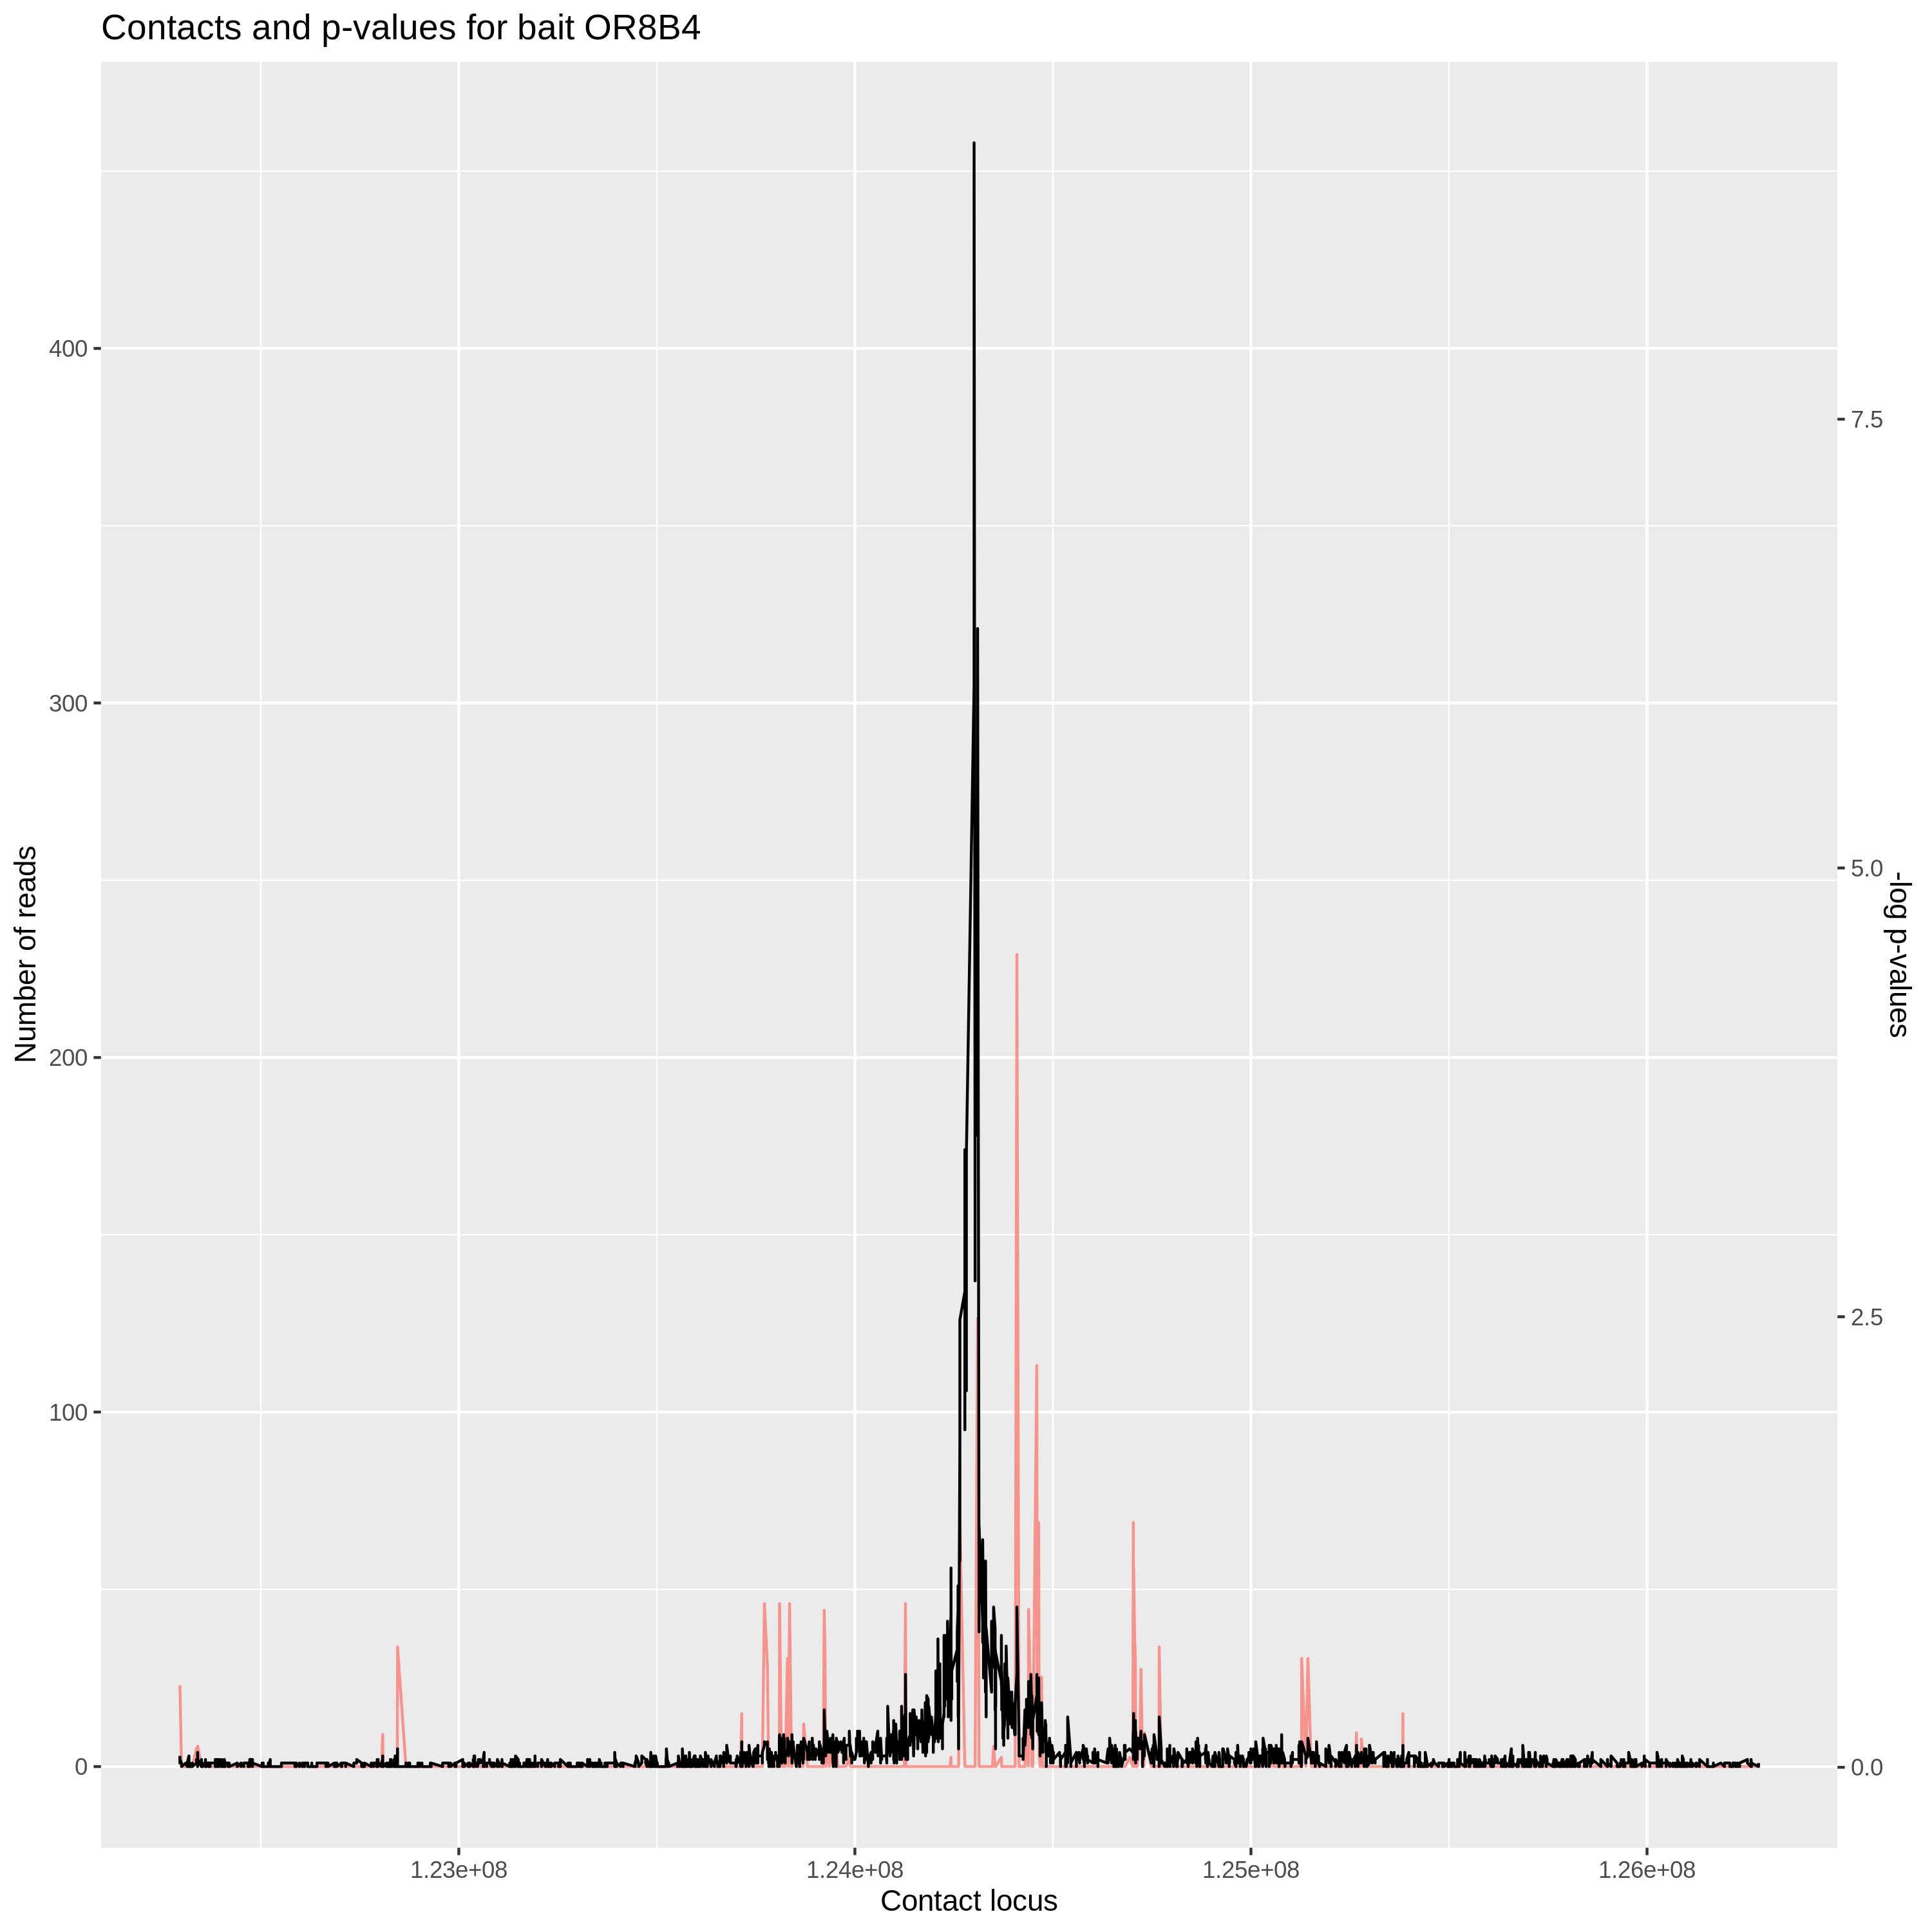 Contacts and p-values for bait OR8B4
Number of reads
400
300
200
100
0
7.5
5.0
2.5
0.0
-log p-values
1.23e+08
1.24e+08
1.25e+08
1.26e+08
Contact locus